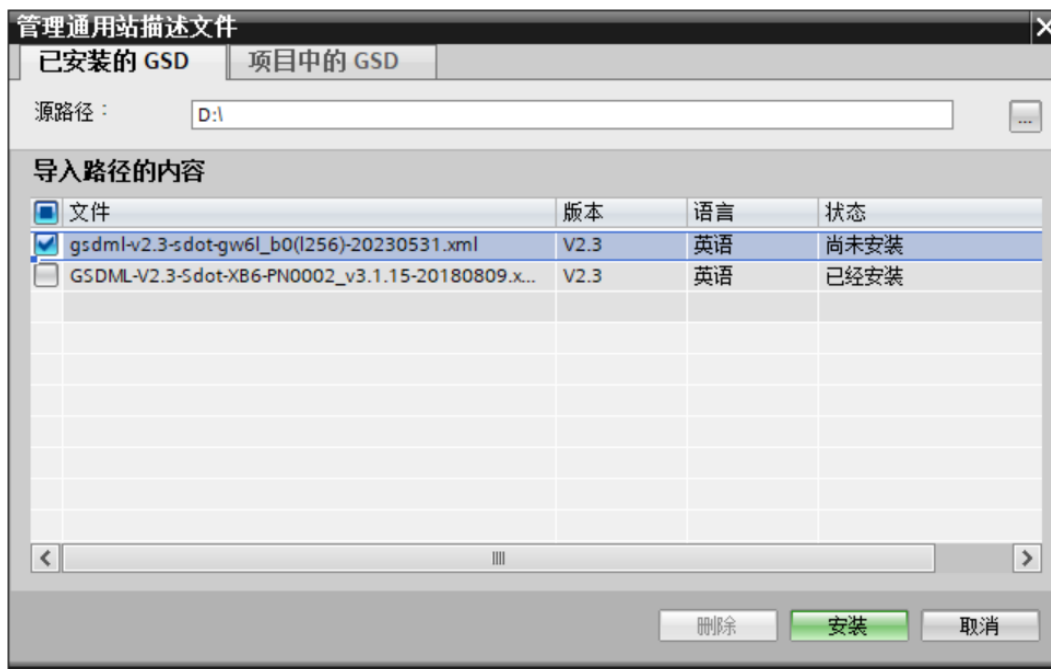 管理通用站描述文件
已安装的 GSD 项目中的 GSD
源路径： D:\ ...
导入路径的内容
文件 版本 语言 状态
gsdml-v2.3-sdot-gw6l_b0(l256)-20230531.xml V2.3 英语 尚未安装
GSDML-V2.3-Sdot-XB6-PN0002_v3.1.15-20180809.x... V2.3 英语 已经安装
删除 安装 取消